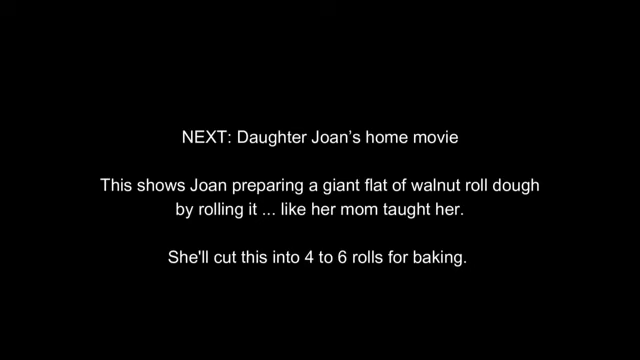 NEXT: Daughter Joan’s home movie
This shows Joan preparing a giant flat of walnut roll dough
by rolling it ... like her mom taught her.
She'll cut this into 4 to 6 rolls for baking.